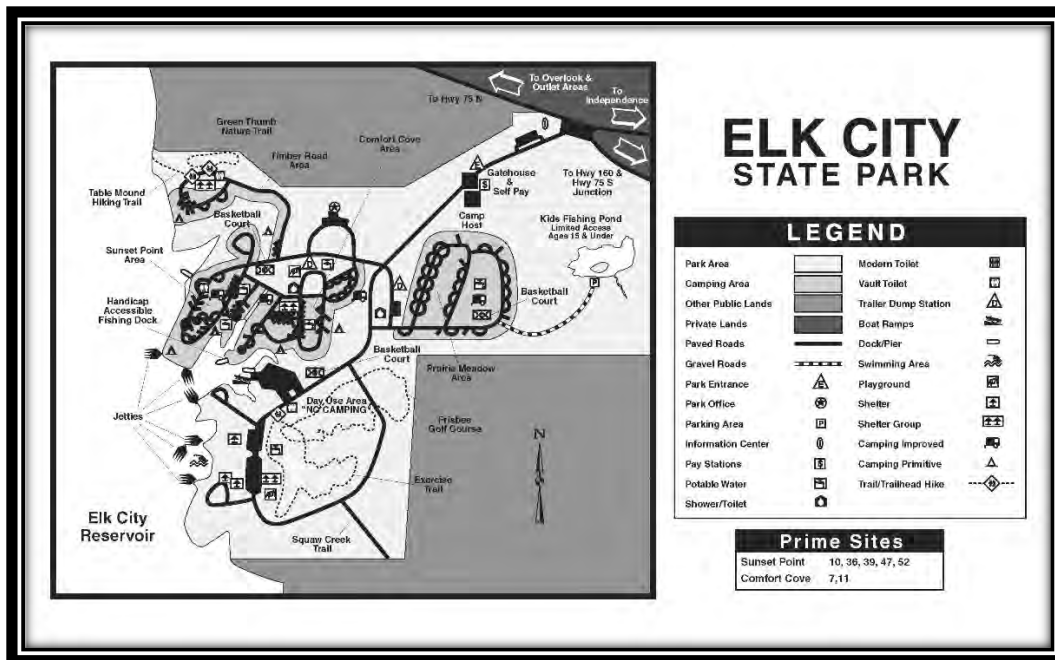 To Overlook &
Outlet Areas
To
Independence
To Hwy 75 N
Green Thumb
Nature Trail
Comfort Cove
Area
Timber Road
Area
Gatehouse
&
Self Pay
To Hwy 160 &
Hwy 75 S
Junction
Table Mound
Hiking Trail
Camp
Host
Kids Fishing Pond
Limited Access
Ages 15 & Under
Basketball
Court
Sunset Point
Area
Handicap
Accessible
Fishing Dock
Basketball
Court
Basketball
Court
Prairie Meadow
Area
Jetties
Day Use Area
"NO CAMPING"
Frisbee
Golf Course
N
S
Exercise
Trail
Elk City
Reservoir
Squaw Creek
Trail
ELK CITY
STATE PARK
LEGEND
Park Area
Camping Area
Other Public Lands
Private Lands
Paved Roads
Gravel Roads
Park Entrance
Park Office
Parking Area
Information Center
Pay Stations
Potable Water
Shower/Toilet
Modern Toilet
Vault Toilet
Trailer Dump Station
Boat Ramps
Dock/Pier
Swimming Area
Playground
Shelter
Shelter Group
Camping Improved
Camping Primitive
Trail/Trailhead Hike
Prime Sites
Sunset Point 10, 36, 39, 47, 52
Comfort Cove 7,11